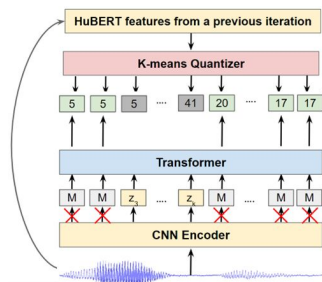 HuBERT features from a previous iteration
K-means Quantizer
5 5 5 .... 41 20 .... 17 17
Transformer
M M z .... z M .... M M
CNN Encoder